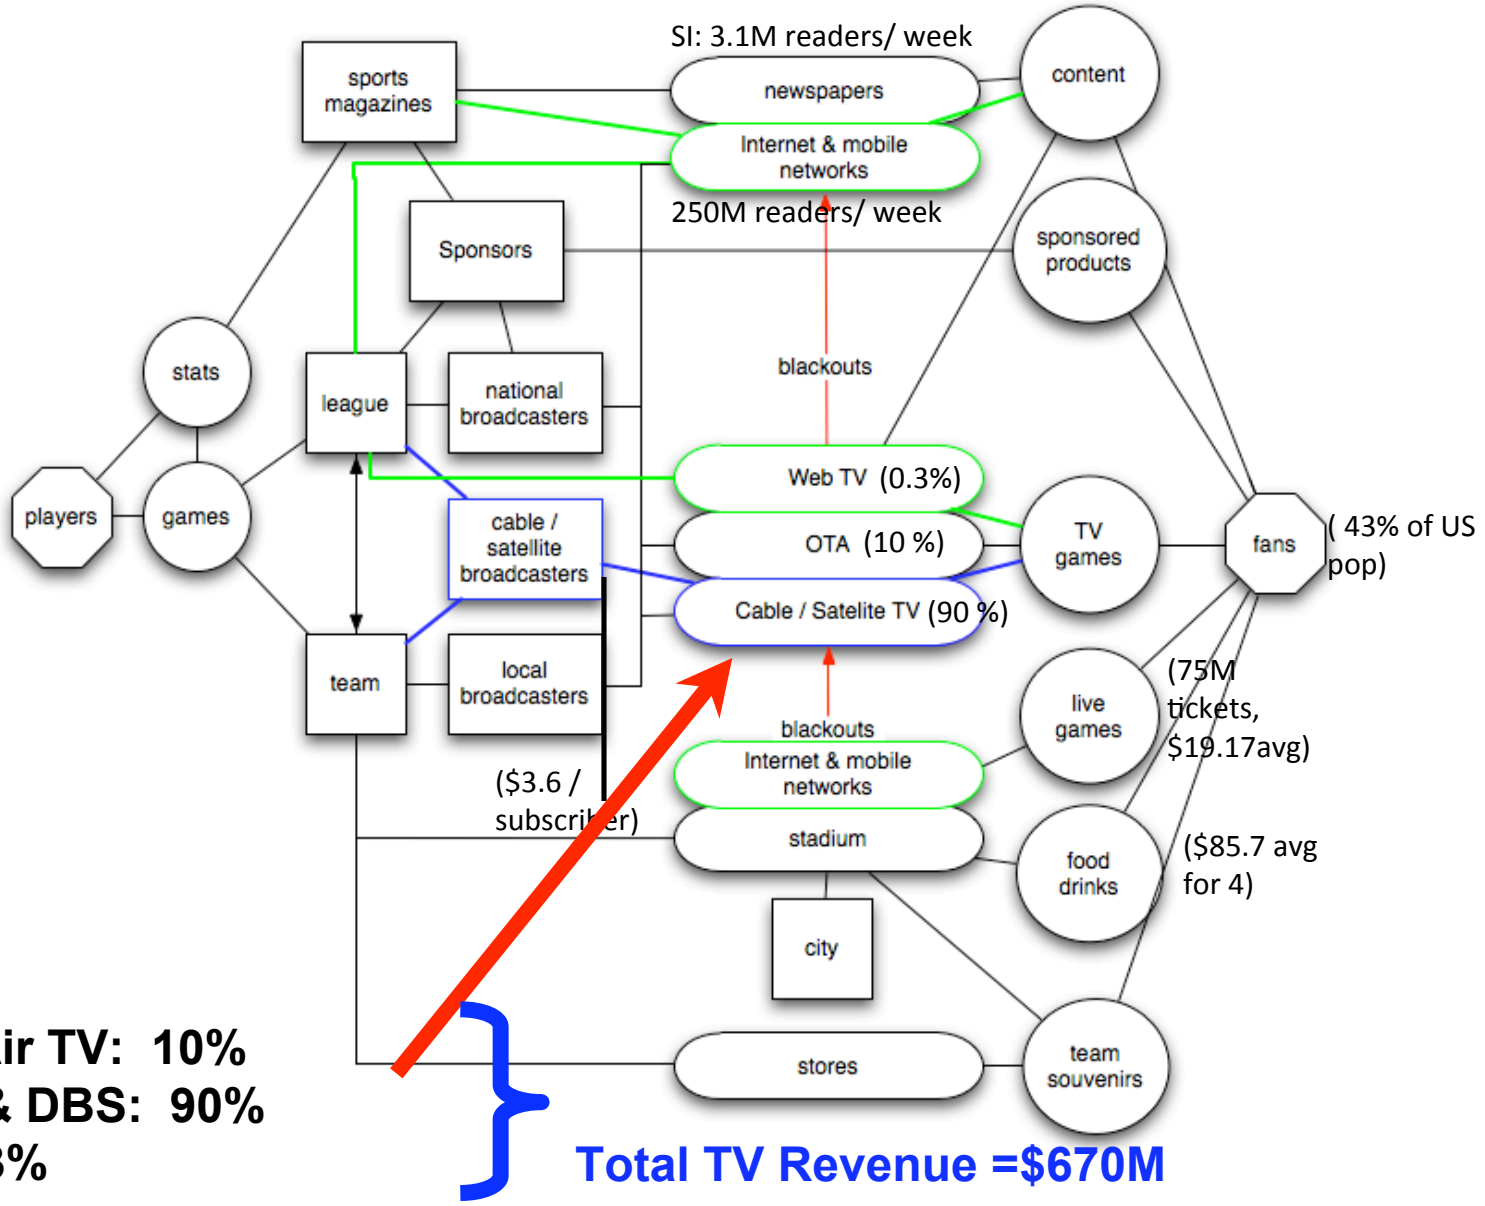 SI: 3.1M readers/ week
sports
magazines
newspapers
content
Internet & mobile
networks
250M readers/ week
Sponsors
sponsored
products
blackouts
stats
league
national
broadcasters
Web TV (0.3%)
players
games
cable /
satellite
broadcasters
OTA (10 %)
TV
games
fans
( 43% of US
pop)
Cable / Satelite TV (90 %)
team
local
broadcasters
live
games
(75M
tickets,
$19.17avg)
blackouts
Internet & mobile
networks
($3.6 /
subscriber)
stadium
food
drinks
($85.7 avg
for 4)
city
ir TV: 10%
& DBS: 90%
3%
stores
team
souvenirs
Total TV Revenue =$670M